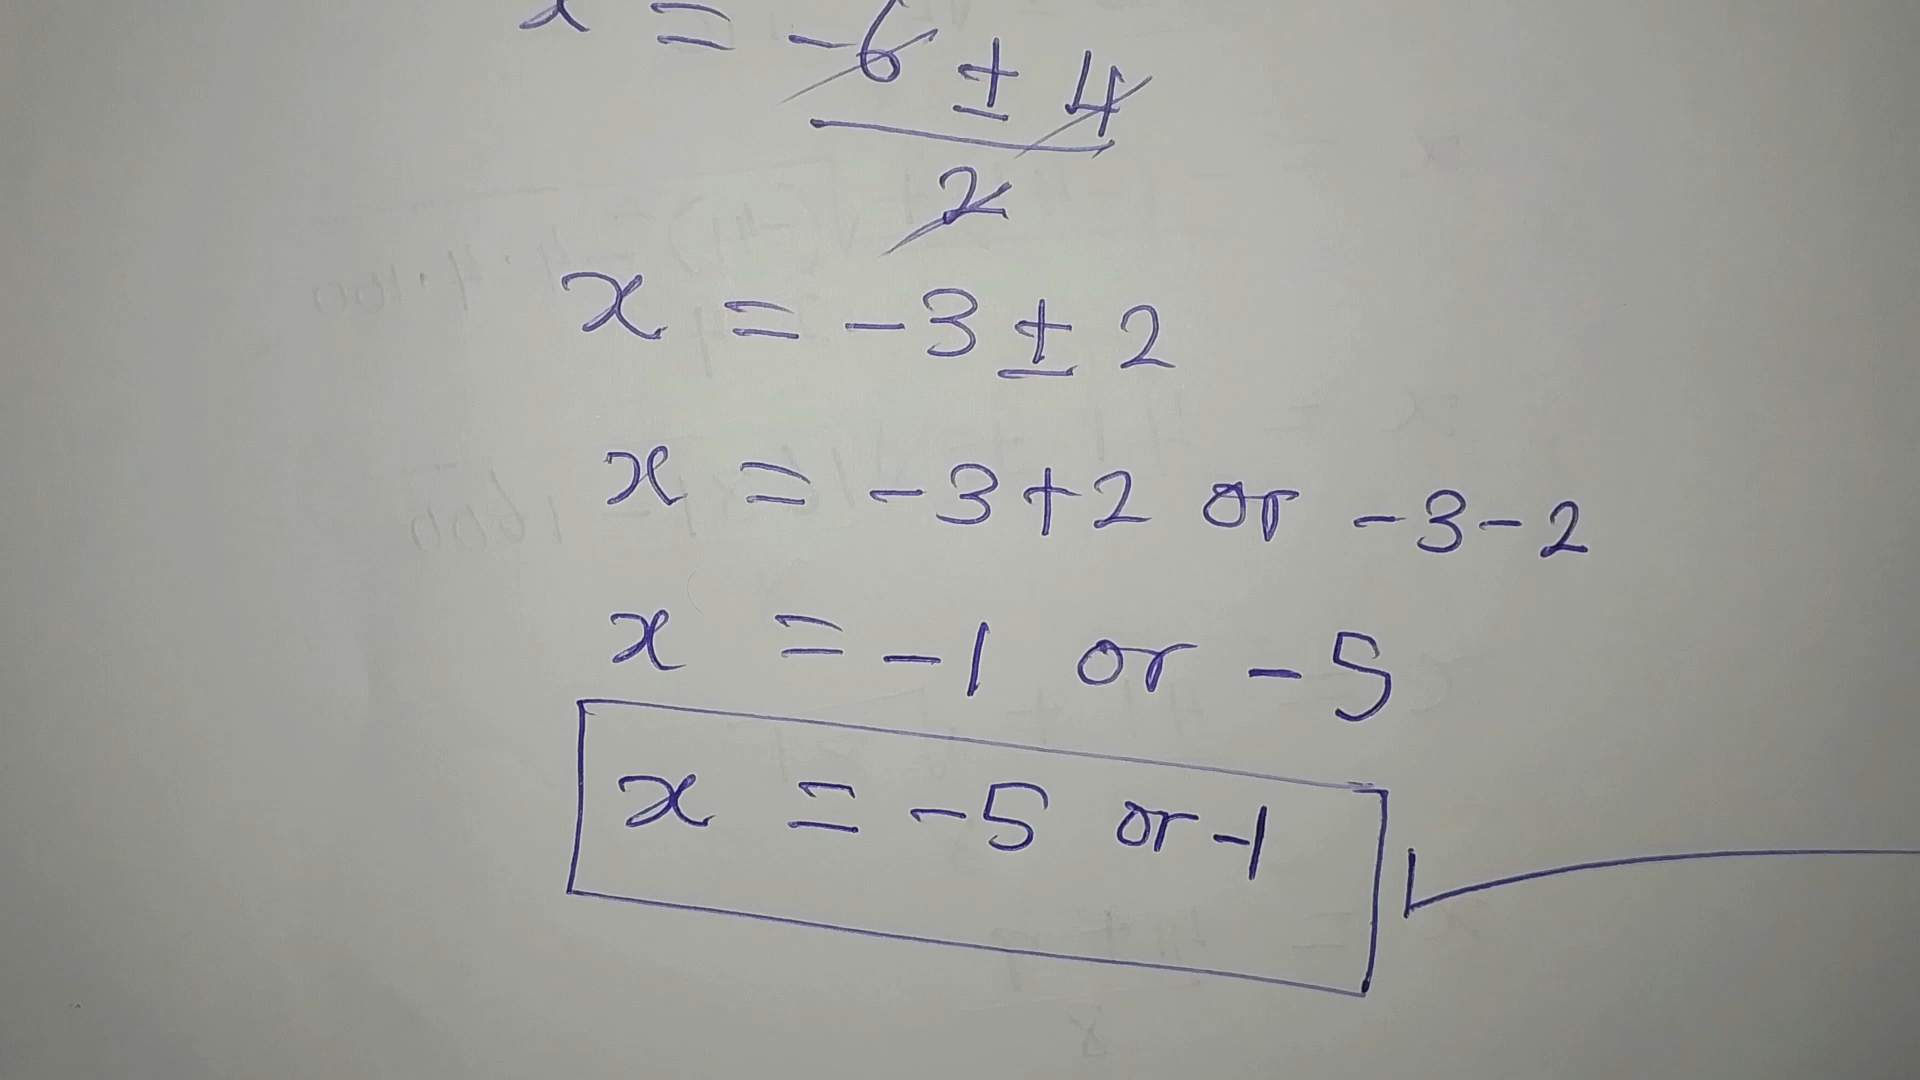 x = -6 ± 4
2
x = -3 ± 2
x = -3+2 or -3-2
x = -1 or -5
x = -5 or -1